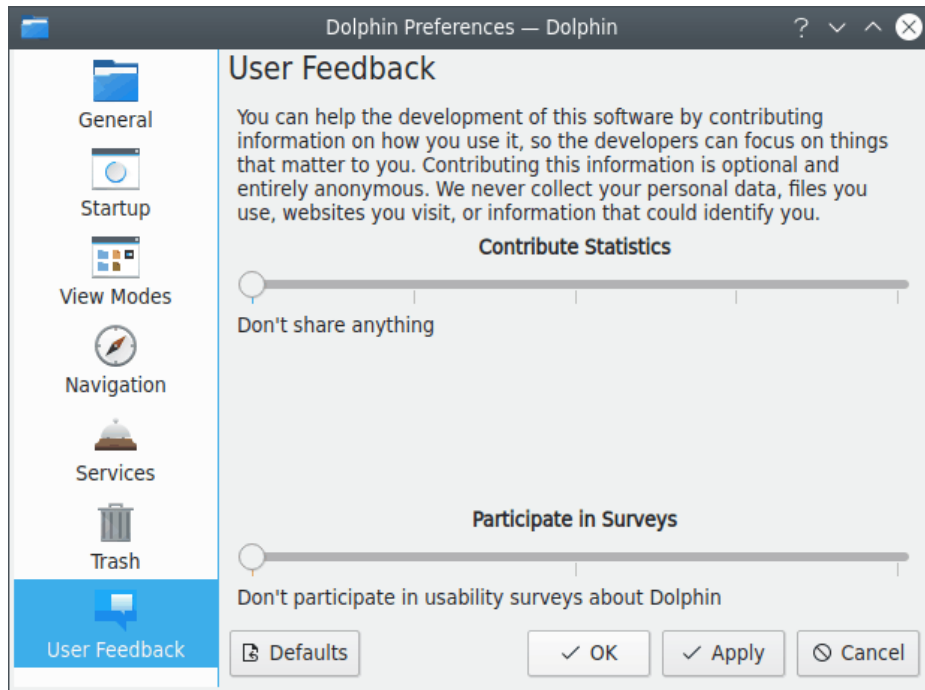 Dolphin Preferences — Dolphin
General
Startup
View Modes
Navigation
Services
Trash
User Feedback
User Feedback
You can help the development of this software by contributing
information on how you use it, so the developers can focus on things
that matter to you. Contributing this information is optional and
entirely anonymous. We never collect your personal data, files you
use, websites you visit, or information that could identify you.
Contribute Statistics
Don't share anything
Participate in Surveys
Don't participate in usability surveys about Dolphin
Defaults
OK
Apply
Cancel